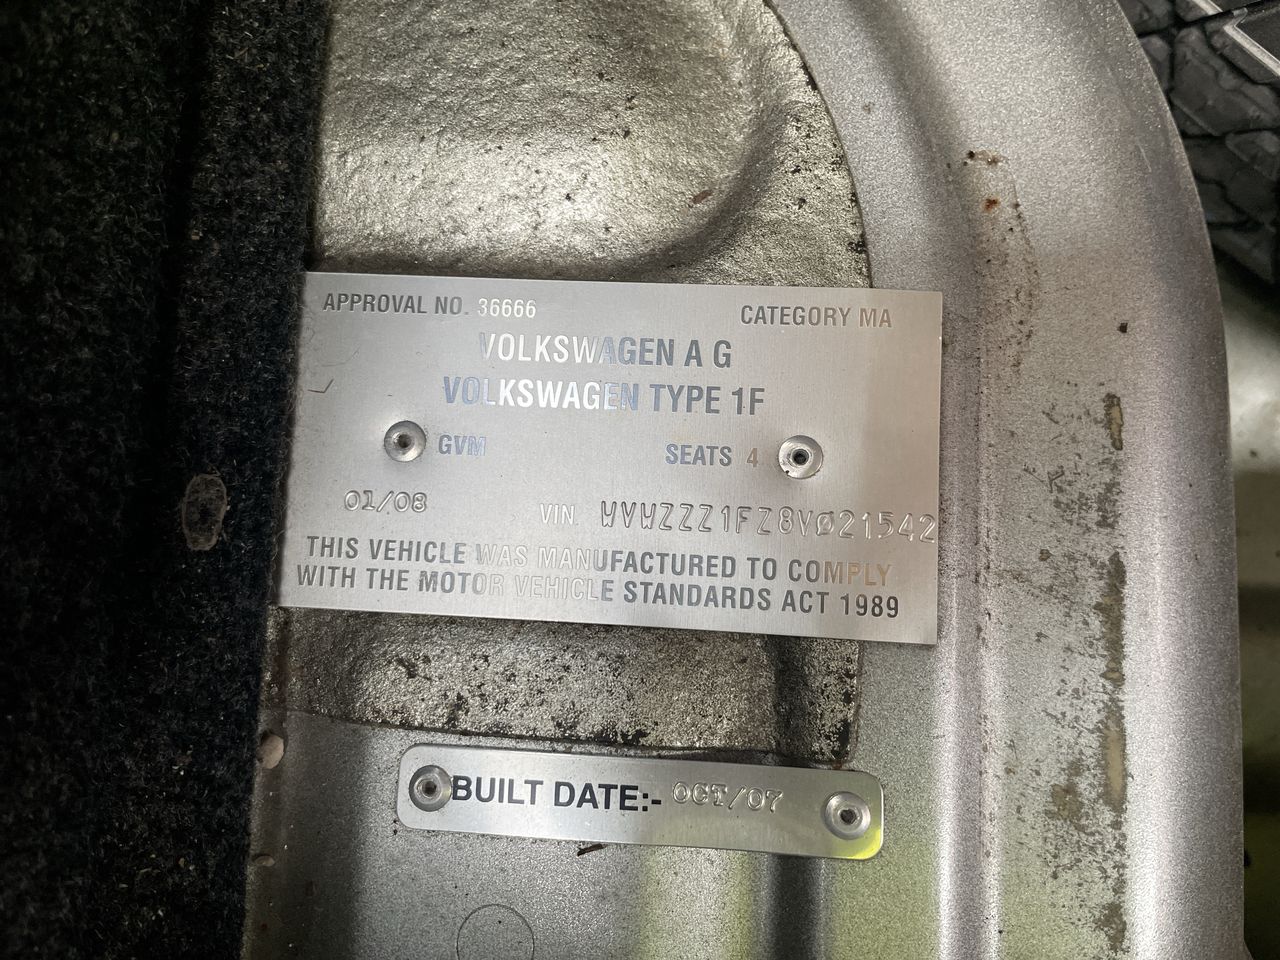 APPROVAL NO. 36666 CATEGORY MA
VOLKSWAGEN A G
VOLKSWAGEN TYPE 1F
GVM SEATS 4
01/08 VIN. WVWZZZ1FZ8V021542
THIS VEHICLE WAS MANUFACTURED TO COMPLY
WITH THE MOTOR VEHICLE STANDARDS ACT 1989
BUILT DATE:- OCT/07